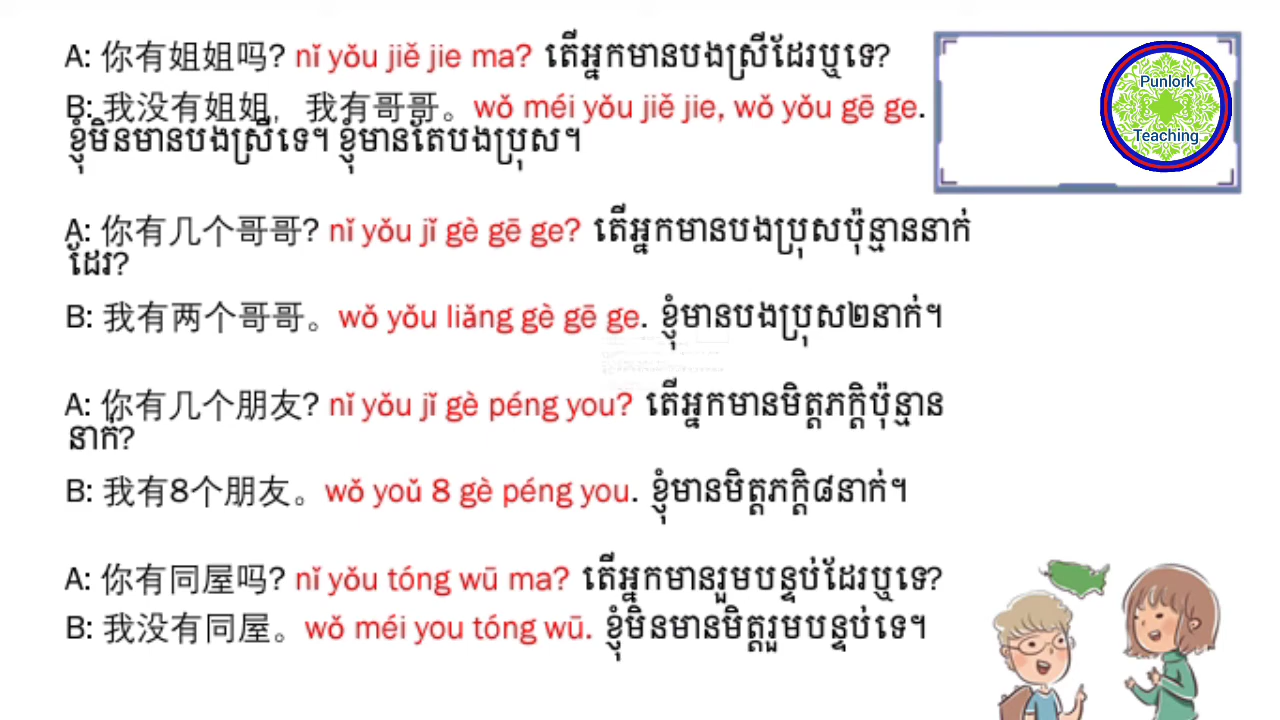 A: 你有姐姐吗? nǐ yǒu jiě jie ma? តើអ្នកមានបងស្រីដែរឬទេ?
B: 我没有姐姐，我有哥哥。wǒ méi yǒu jiě jie, wǒ yǒu gē ge.
ខ្ញុំមិនមានបងស្រីទេ។ ខ្ញុំមានតែបងប្រុស។
Punlork
Teaching
A: 你有几个哥哥? nǐ yǒu jǐ gè gē ge? តើអ្នកមានបងប្រុសប៉ុន្មាននាក់
ដែរ?
B: 我有两个哥哥。wǒ yǒu liǎng gè gē ge. ខ្ញុំមានបងប្រុស២នាក់។
A: 你有几个朋友? nǐ yǒu jǐ gè péng you? តើអ្នកមានមិត្តភក្តិប៉ុន្មាន
នាក់?
B: 我有8个朋友。wǒ yoǔ 8 gè péng you. ខ្ញុំមានមិត្តភក្តិ៨នាក់។
A: 你有同屋吗? nǐ yǒu tóng wū ma? តើអ្នកមានរួមបន្ទប់ដែរឬទេ?
B: 我没有同屋。wǒ méi you tóng wū. ខ្ញុំមិនមានមិត្តរួមបន្ទប់ទេ។